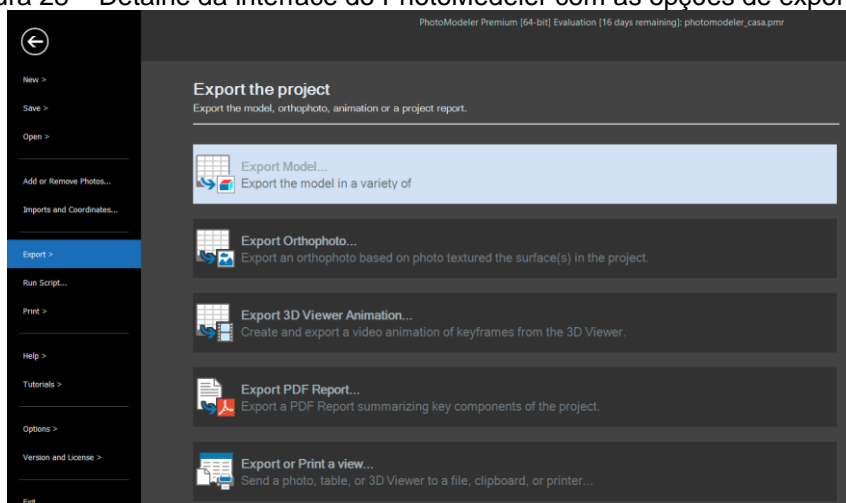 Detalhe da interface do PhotoModeler com as opções de
PhotoModeler Premium [64-bit] Evaluation [16 days remaining]: photomodeler_casa.pmr
New >
Save >
Open >
Add or Remove Photos...
Imports and Coordinates...
Export >
Run Script...
Print >
Help >
Tutorials >
Options >
Version and License >
Exit
Export the project
Export the model, orthophoto, animation or a project report.
Export Model...
Export the model in a variety of
Export Orthophoto...
Export an orthophoto based on photo textured the surface(s) in the project.
Export 3D Viewer Animation...
Create and export a video animation of keyframes from the 3D Viewer.
Export PDF Report...
Export a PDF Report summarizing key components of the project.
Export or Print a view...
Send a photo, table, or 3D Viewer to a file, clipboard, or printer...